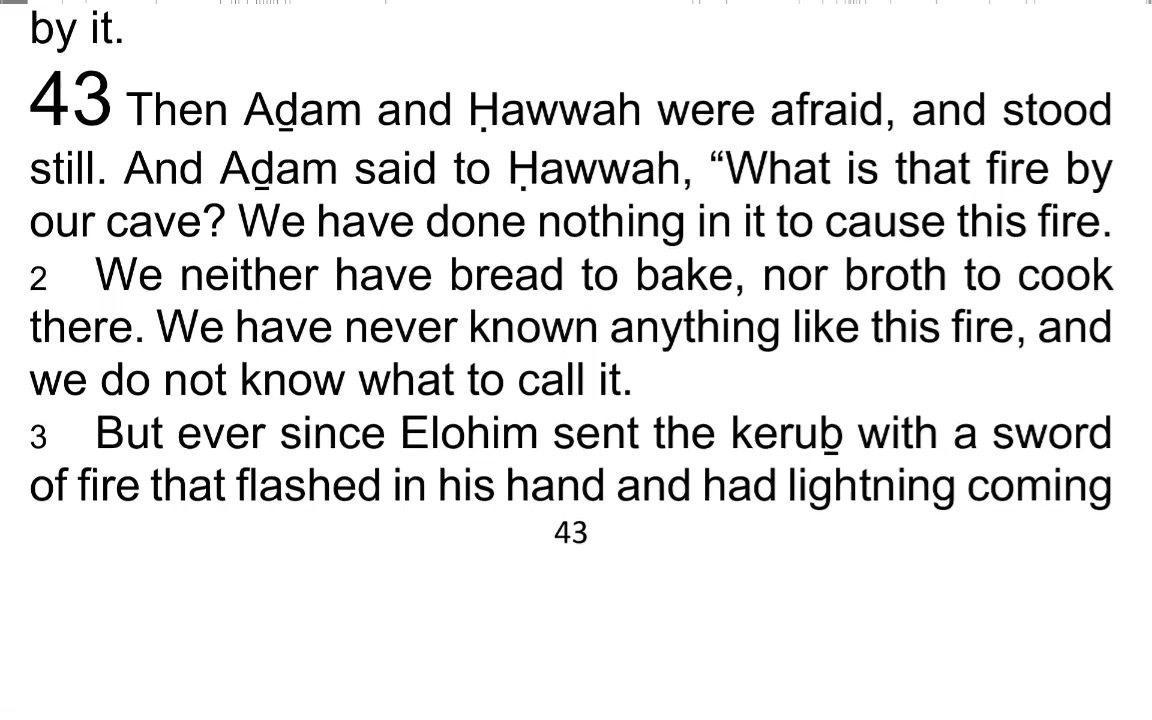 by it.
43 Then Aḏam and Ḥawwah were afraid, and stood
still. And Aḏam said to Ḥawwah, “What is that fire by
our cave? We have done nothing in it to cause this fire.
2 We neither have bread to bake, nor broth to cook
there. We have never known anything like this fire, and
we do not know what to call it.
3 But ever since Elohim sent the keruḇ with a sword
of fire that flashed in his hand and had lightning coming
43